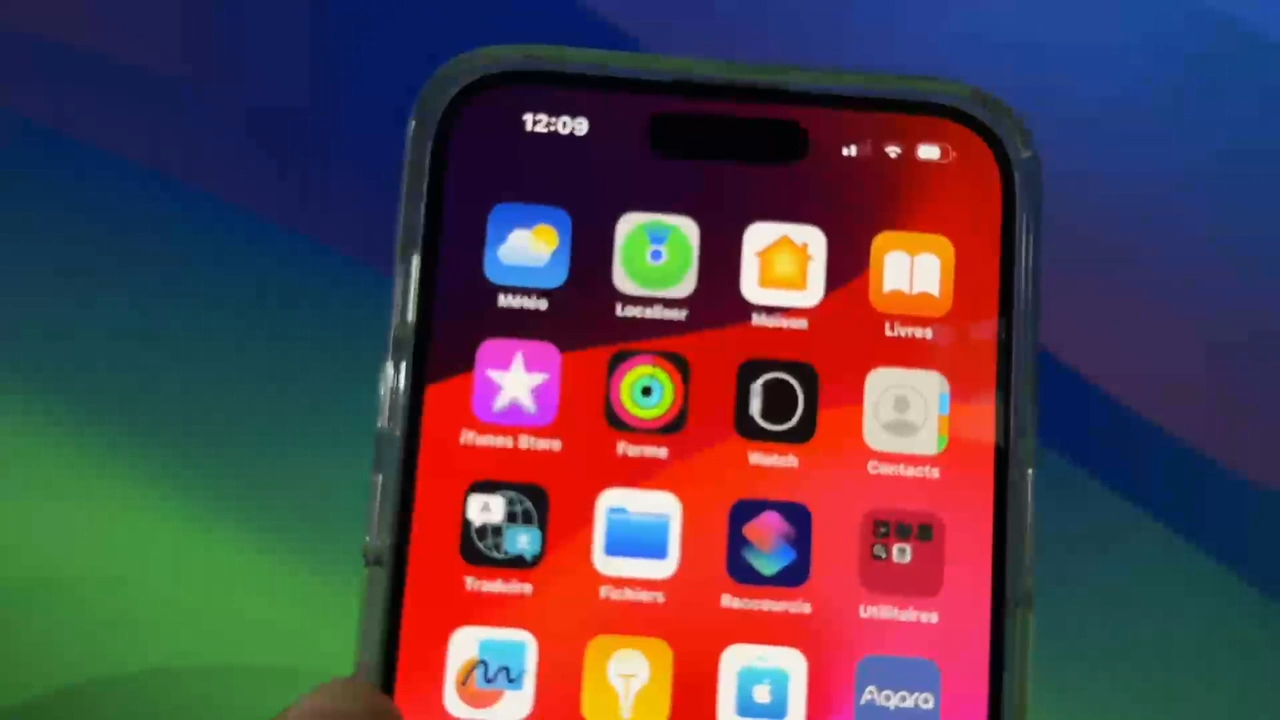 12:09
Météo
Localiser
Maison
Livres
iTunes Store
Forme
Watch
Contacts
A
Traduire
Fichiers
Raccourcis
Utilitaires
Aqara